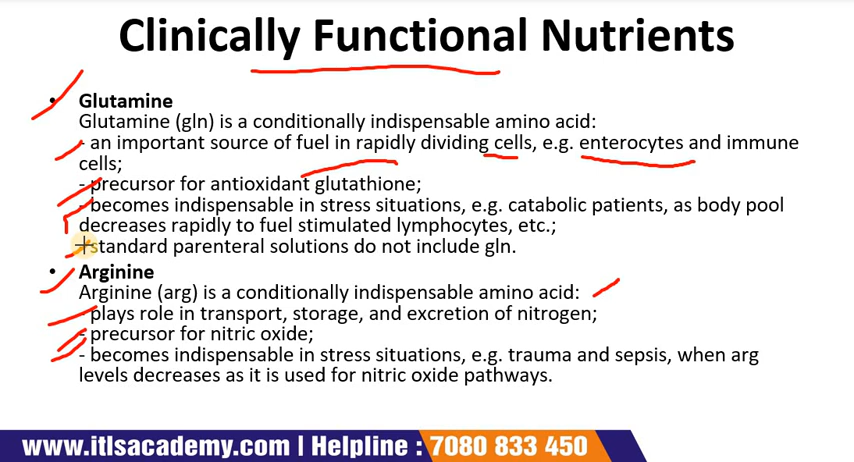 Clinically Functional Nutrients
• Glutamine
Glutamine (gln) is a conditionally indispensable amino acid:
- an important source of fuel in rapidly dividing cells, e.g. enterocytes and immune
cells;
- precursor for antioxidant glutathione;
- becomes indispensable in stress situations, e.g. catabolic patients, as body pool
decreases rapidly to fuel stimulated lymphocytes, etc.;
- standard parenteral solutions do not include gln.
• Arginine
Arginine (arg) is a conditionally indispensable amino acid:
- plays role in transport, storage, and excretion of nitrogen;
- precursor for nitric oxide;
- becomes indispensable in stress situations, e.g. trauma and sepsis, when arg
levels decreases as it is used for nitric oxide pathways.
www.itlsacademy.com | Helpline : 7080 833 450